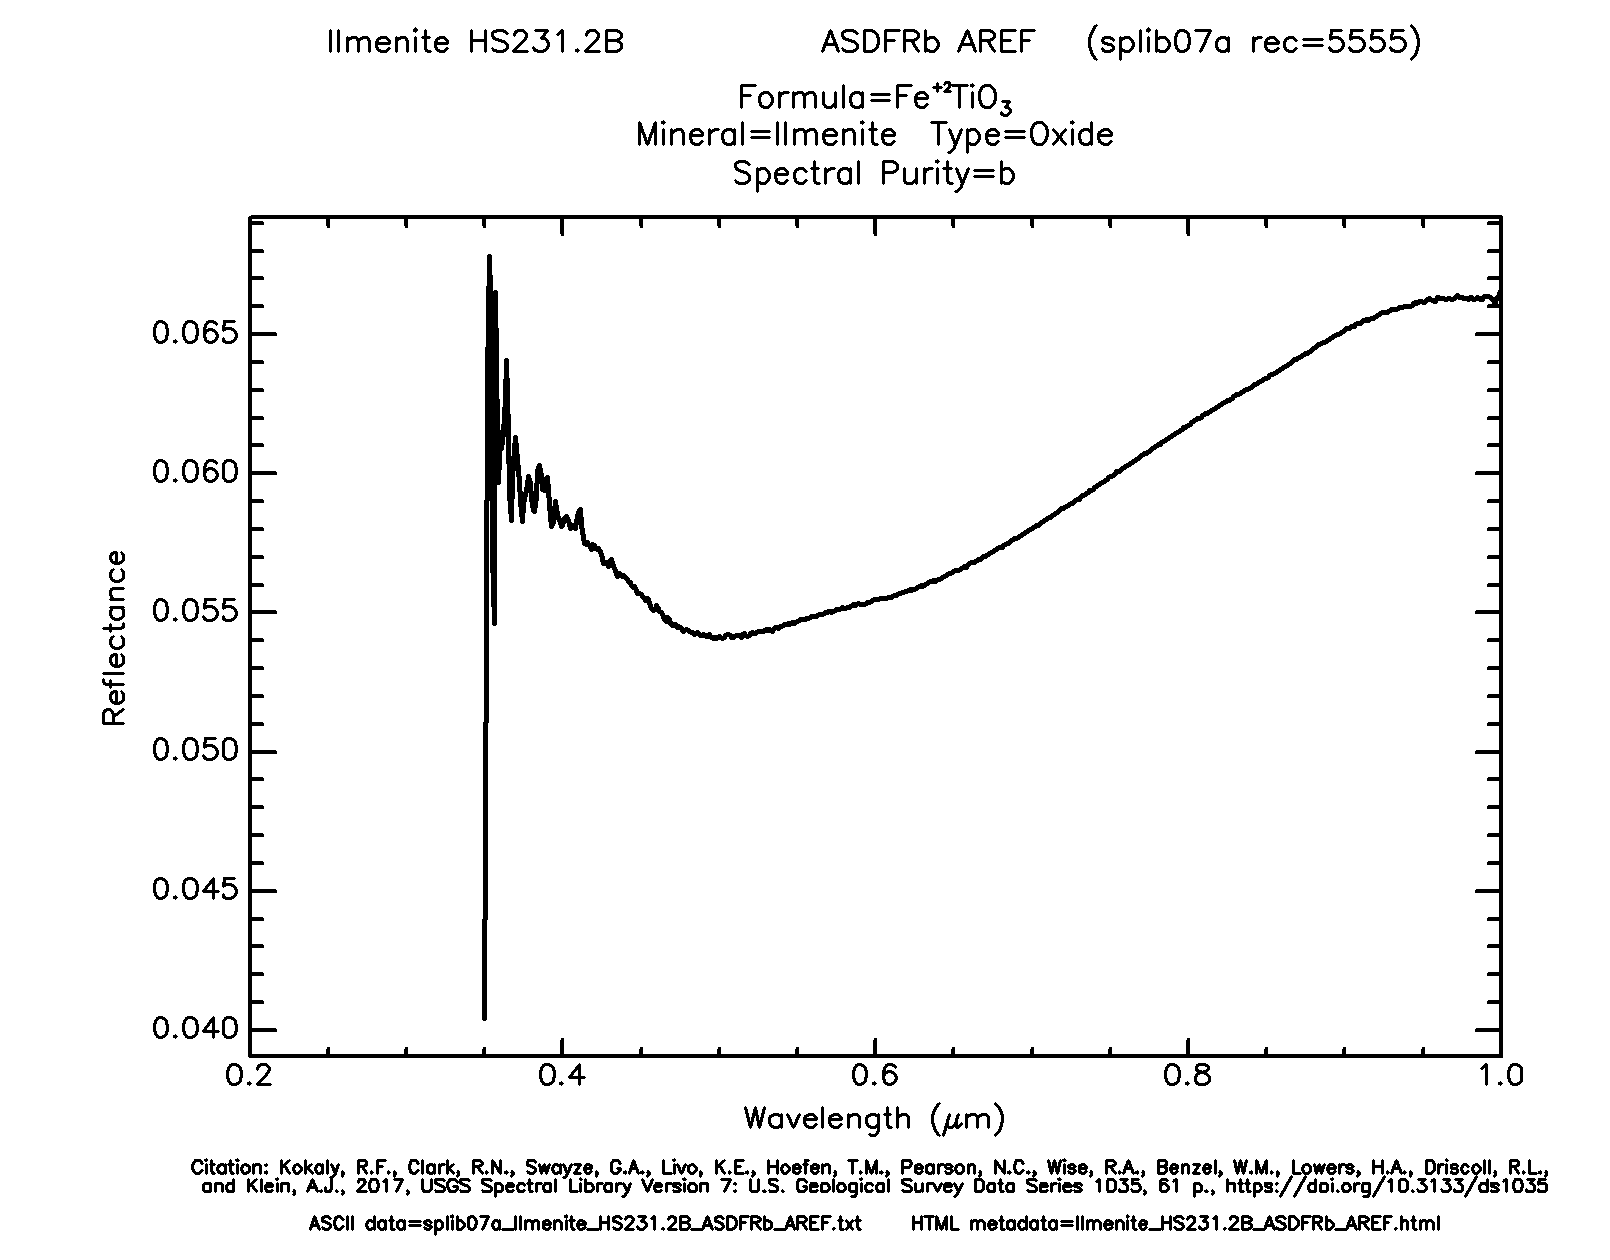 Ilmenite HS231.2B ASDFRb AREF (splib07a rec=5555)
Formula=Fe⁺²TiO₃
Mineral=Ilmenite Type=Oxide
Spectral Purity=b
0.065
0.060
0.055
0.050
0.045
0.040
Reflectance
0.2 0.4 0.6 0.8 1.0
Wavelength (μm)
Citation: Kokaly, R.F., Clark, R.N., Swayze, G.A., Livo, K.E., Hoefen, T.M., Pearson, N.C., Wise, R.A., Benzel, W.M., Lowers, H.A., Driscoll, R.L.,
and Klein, A.J., 2017, USGS Spectral Library Version 7: U.S. Geological Survey Data Series 1035, 61 p., https://doi.org/10.3133/ds1035
ASCII data=splib07a_Ilmenite_HS231.2B_ASDFRb_AREF.txt HTML metadata=Ilmenite_HS231.2B_ASDFRb_AREF.html